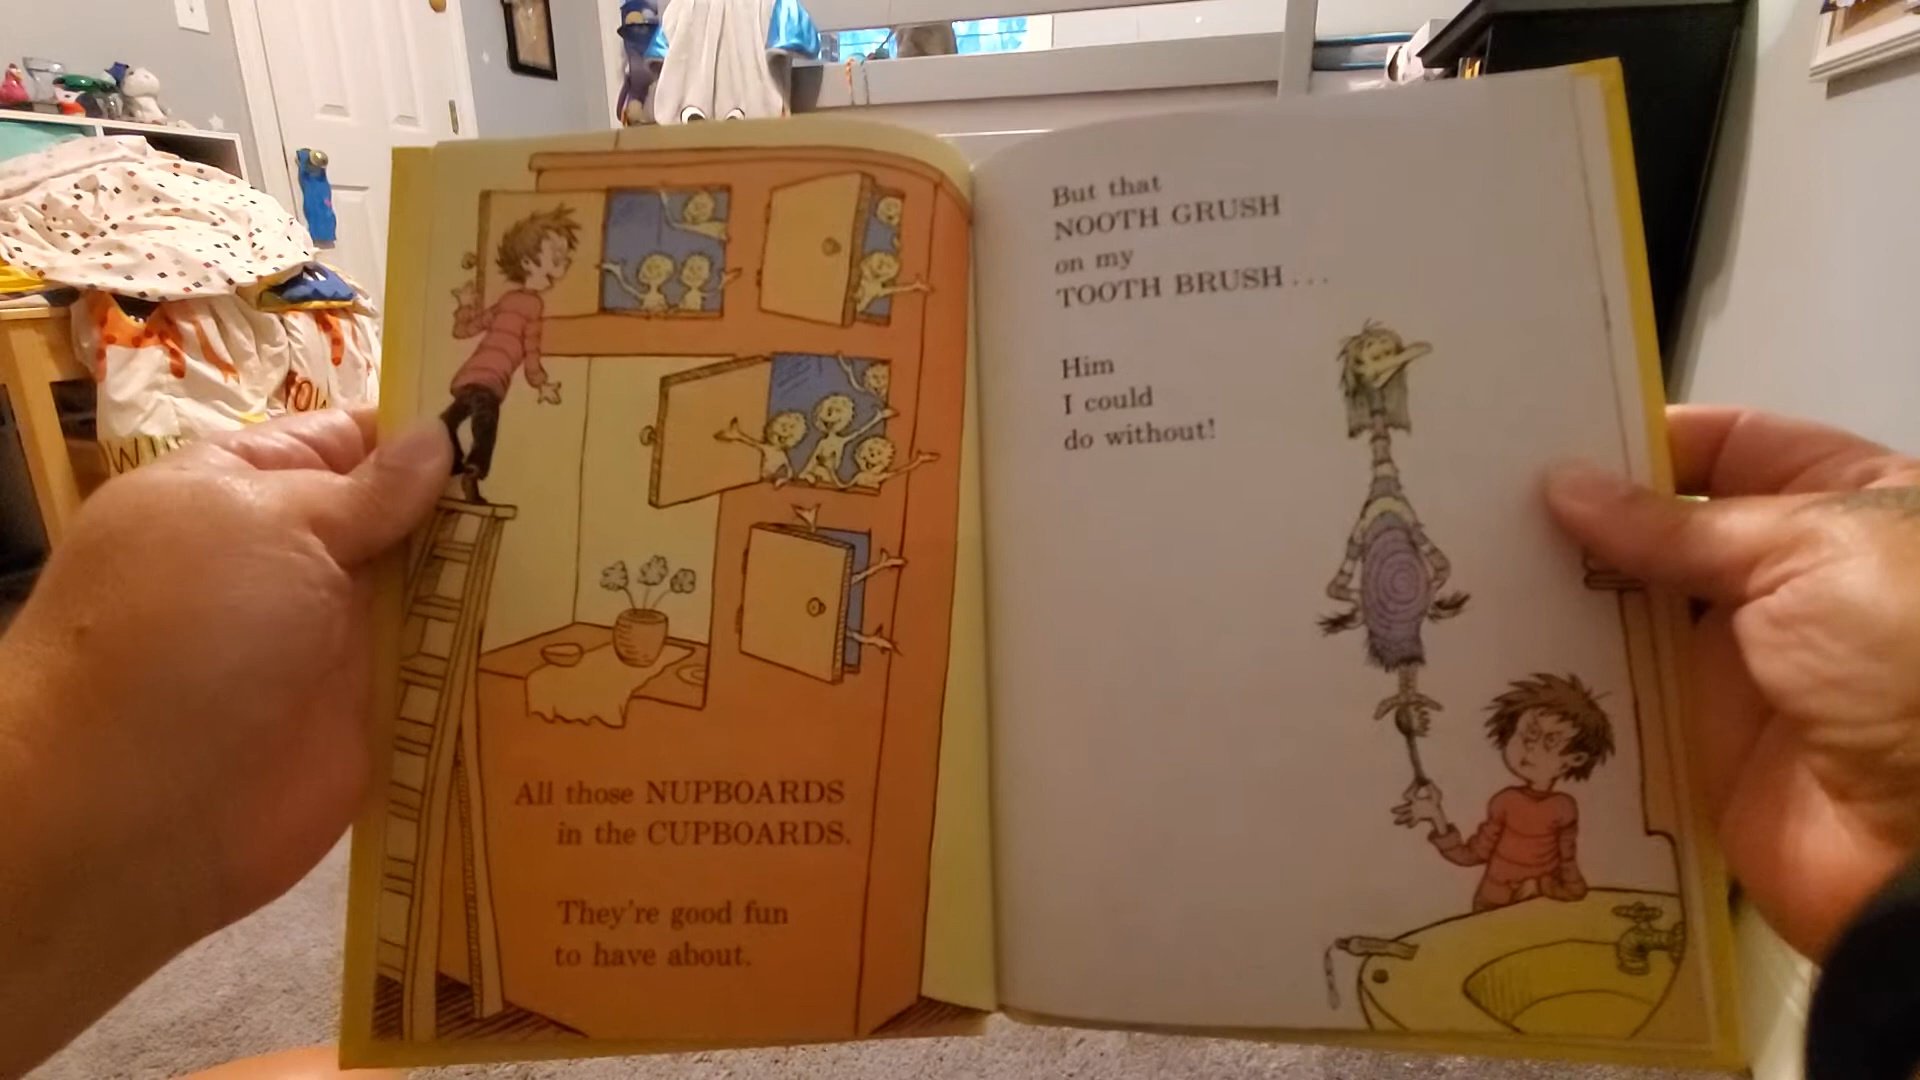 All those NUPBOARDS
in the CUPBOARDS.
They're good fun
to have about.
But that
NOOTH GRUSH
on my
TOOTH BRUSH...
Him
I could
do without!